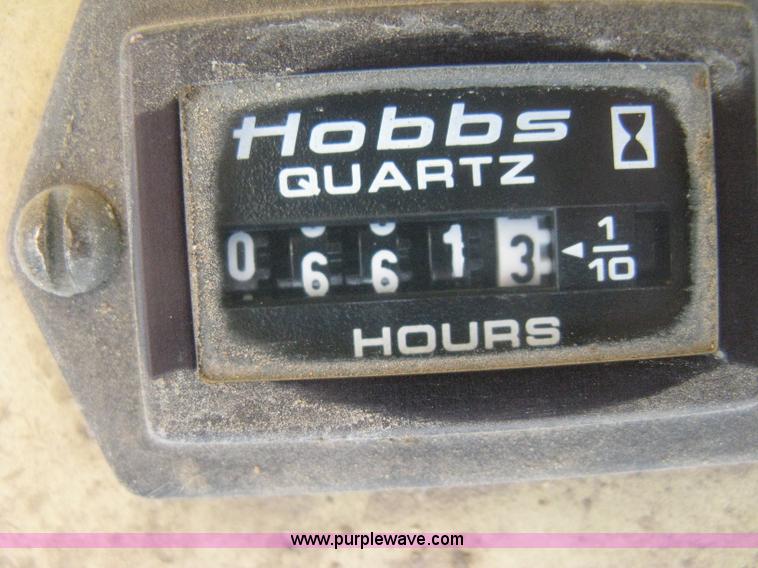 Hobbs
QUARTZ
0 6 6 1 3 ◄ 1/10
HOURS
www.purplewave.com